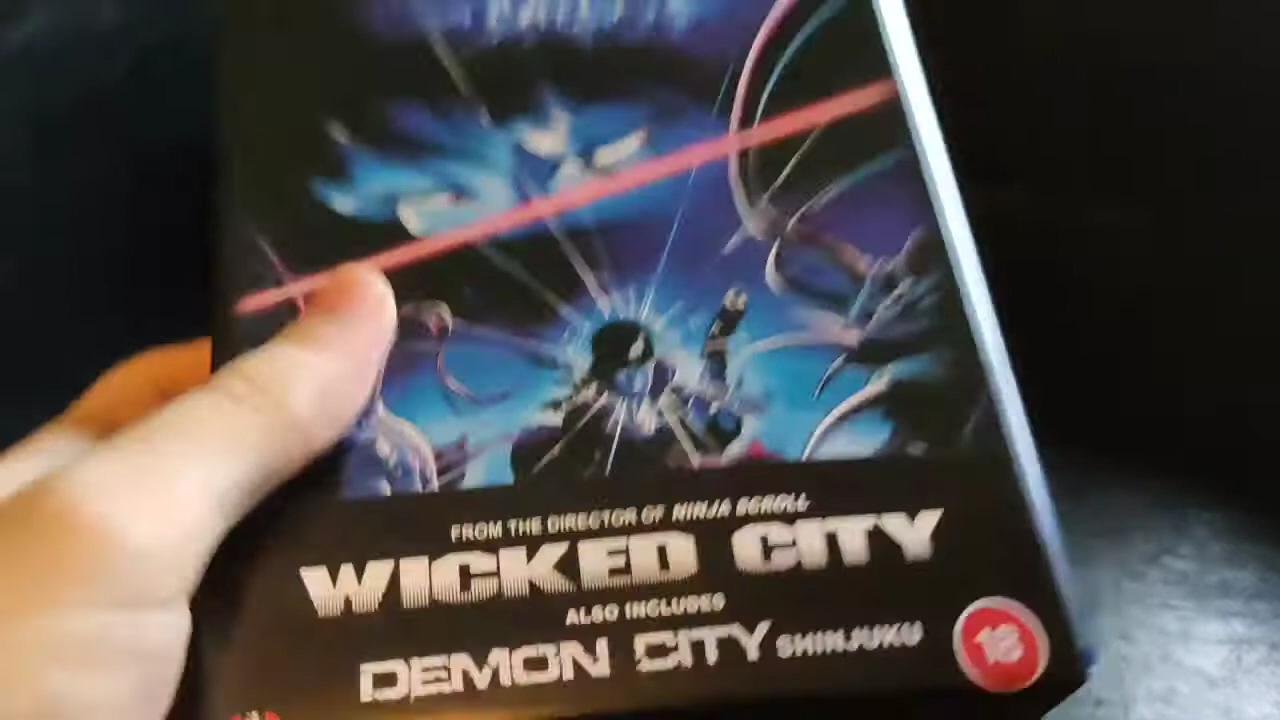 FROM THE DIRECTOR OF NINJA SCROLL
WICKED CITY
ALSO INCLUDES
DEMON CITY SHINJUKU
18